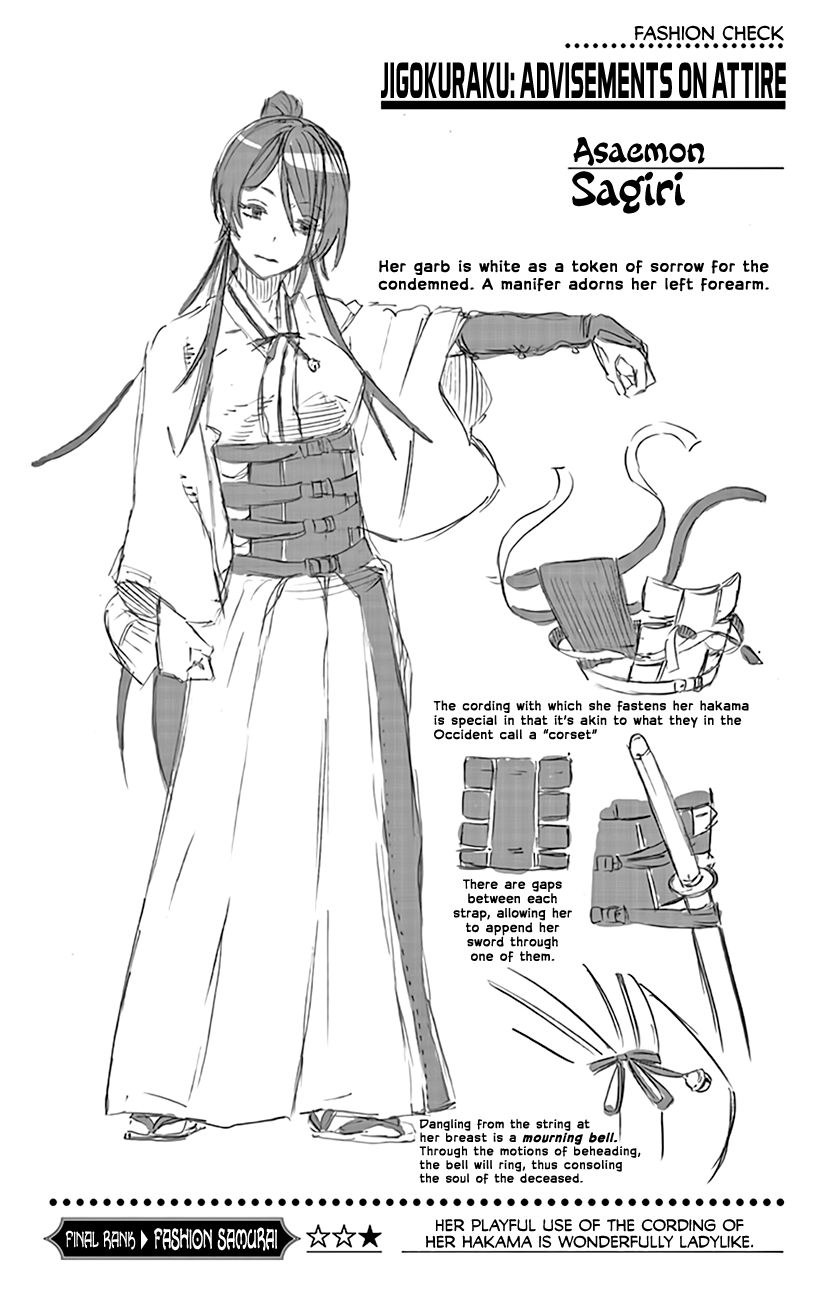 FASHION CHECK
JIGOKURAKU: ADVISEMENTS ON ATTIRE
Asaemon
Sagiri
Her garb is white as a token of sorrow for the
condemned. A manifer adorns her left forearm.
The cording with which she fastens her hakama
is special in that it's akin to what they in the
Occident call a "corset"
There are gaps
between each
strap, allowing her
to append her
sword through
one of them.
Dangling from the string at
her breast is a mourning bell.
Through the motions of beheading,
the bell will ring, thus consoling
the soul of the deceased.
FINAL RANK ▶ FASHION SAMURAI ☆☆★
HER PLAYFUL USE OF THE CORDING OF
HER HAKAMA IS WONDERFULLY LADYLIKE.